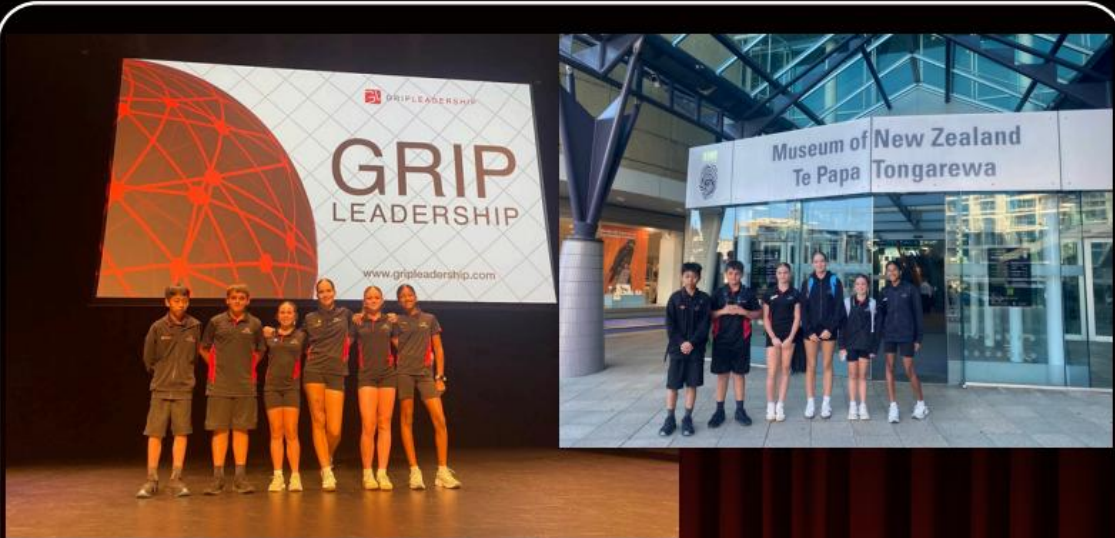 GRIPLEADERSHIP
GRIP
LEADERSHIP
www.gripleadership.com
Museum of New Zealand
Te Papa Tongarewa